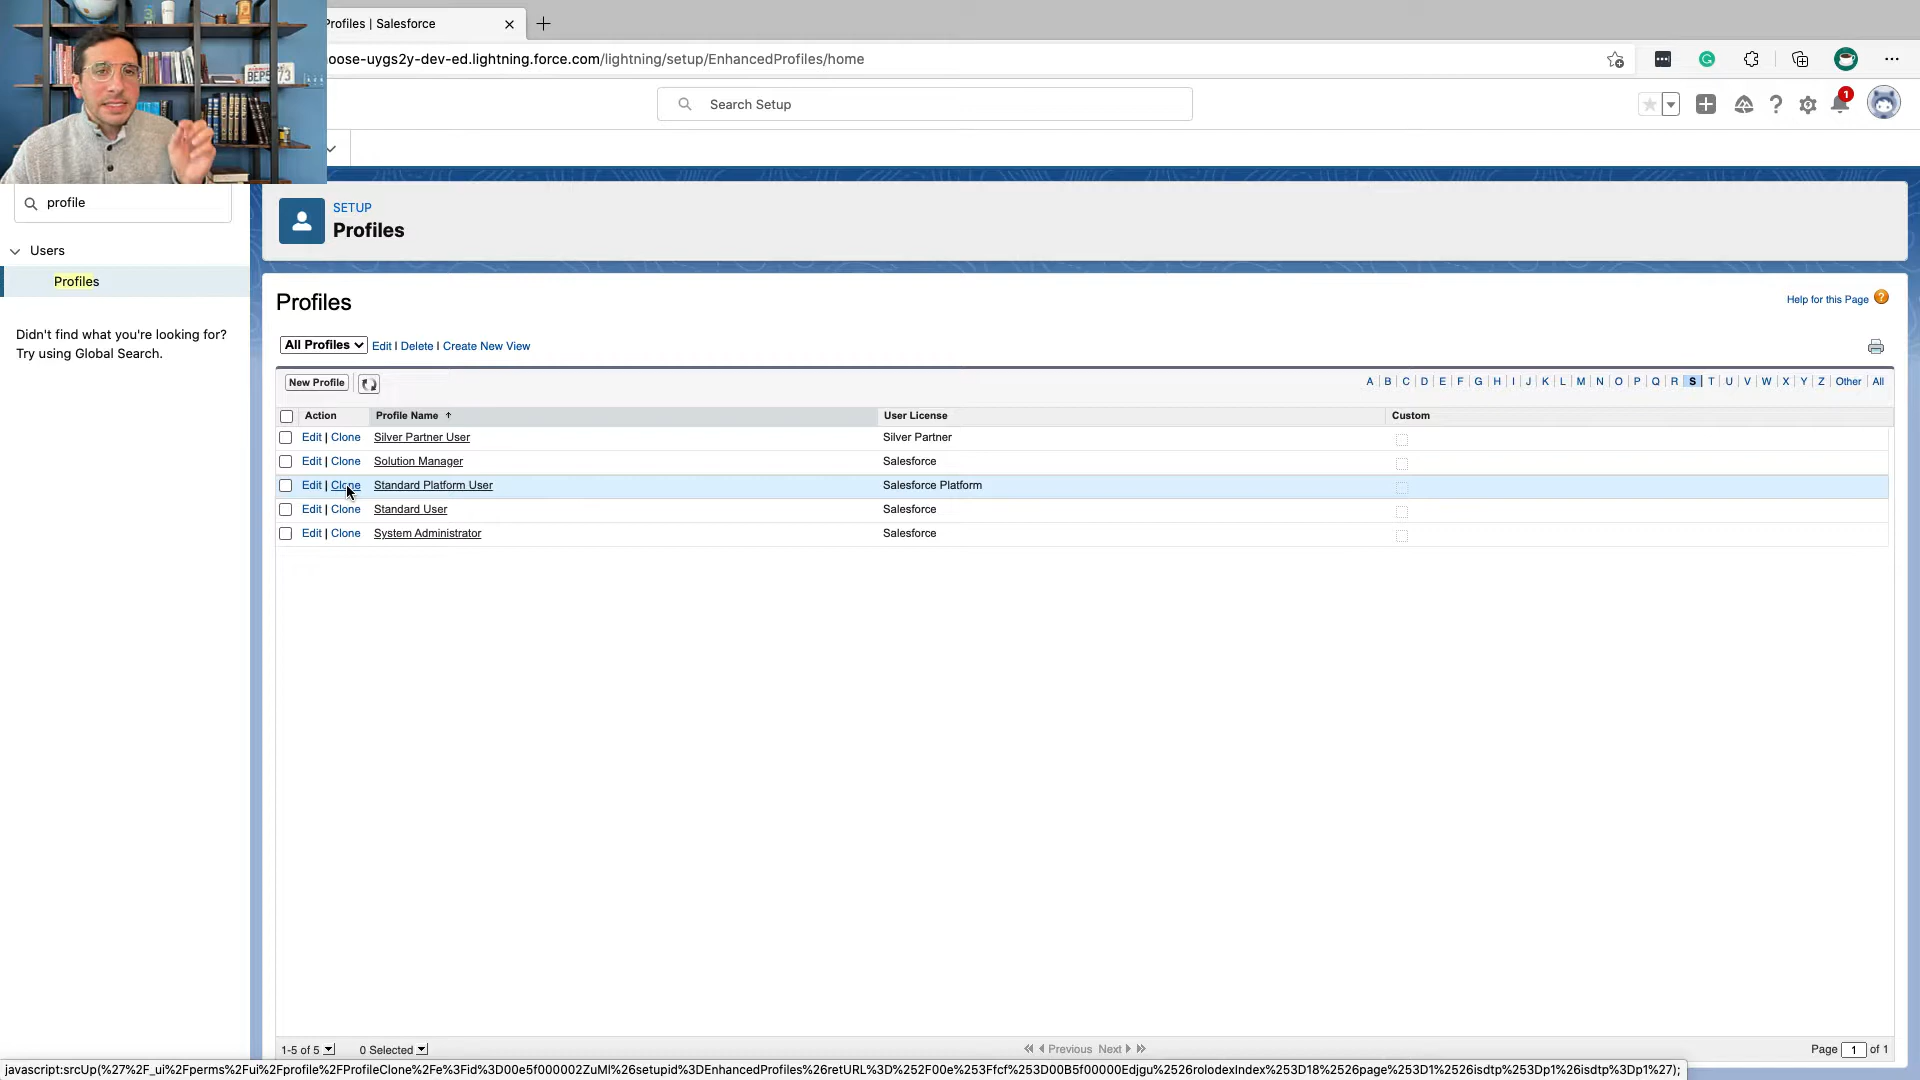 Profiles | Salesforce
oose-uygs2y-dev-ed.lightning.force.com/lightning/setup/EnhancedProfiles/home
BEP5 73
Search Setup
1
profile
Users
Profiles
Didn't find what you're looking for?
Try using Global Search.
SETUP
Profiles
Profiles
Help for this Page
All Profiles Edit | Delete | Create New View
New Profile
A | B | C | D | E | F | G | H | I | J | K | L | M | N | O | P | Q | R | S | T | U | V | W | X | Y | Z | Other | All
Action Profile Name ↑ User License Custom
Edit | Clone Silver Partner User Silver Partner
Edit | Clone Solution Manager Salesforce
Edit | Clone Standard Platform User Salesforce Platform
Edit | Clone Standard User Salesforce
Edit | Clone System Administrator Salesforce
1-5 of 5 0 Selected Previous Next Page 1 of 1
javascript:srcUp(%27%2F_ui%2Fperms%2Fui%2Fprofile%2FProfileClone%2Fe%3Fid%3D00e5f000002ZuMl%26setupid%3DEnhancedProfiles%26retURL%3D%252F00e%253Ffcf%253D00B5f00000Edjgu%2526rolodexIndex%253D18%2526page%253D1%2526isdtp%253Dp1%26isdtp%3Dp1%27);